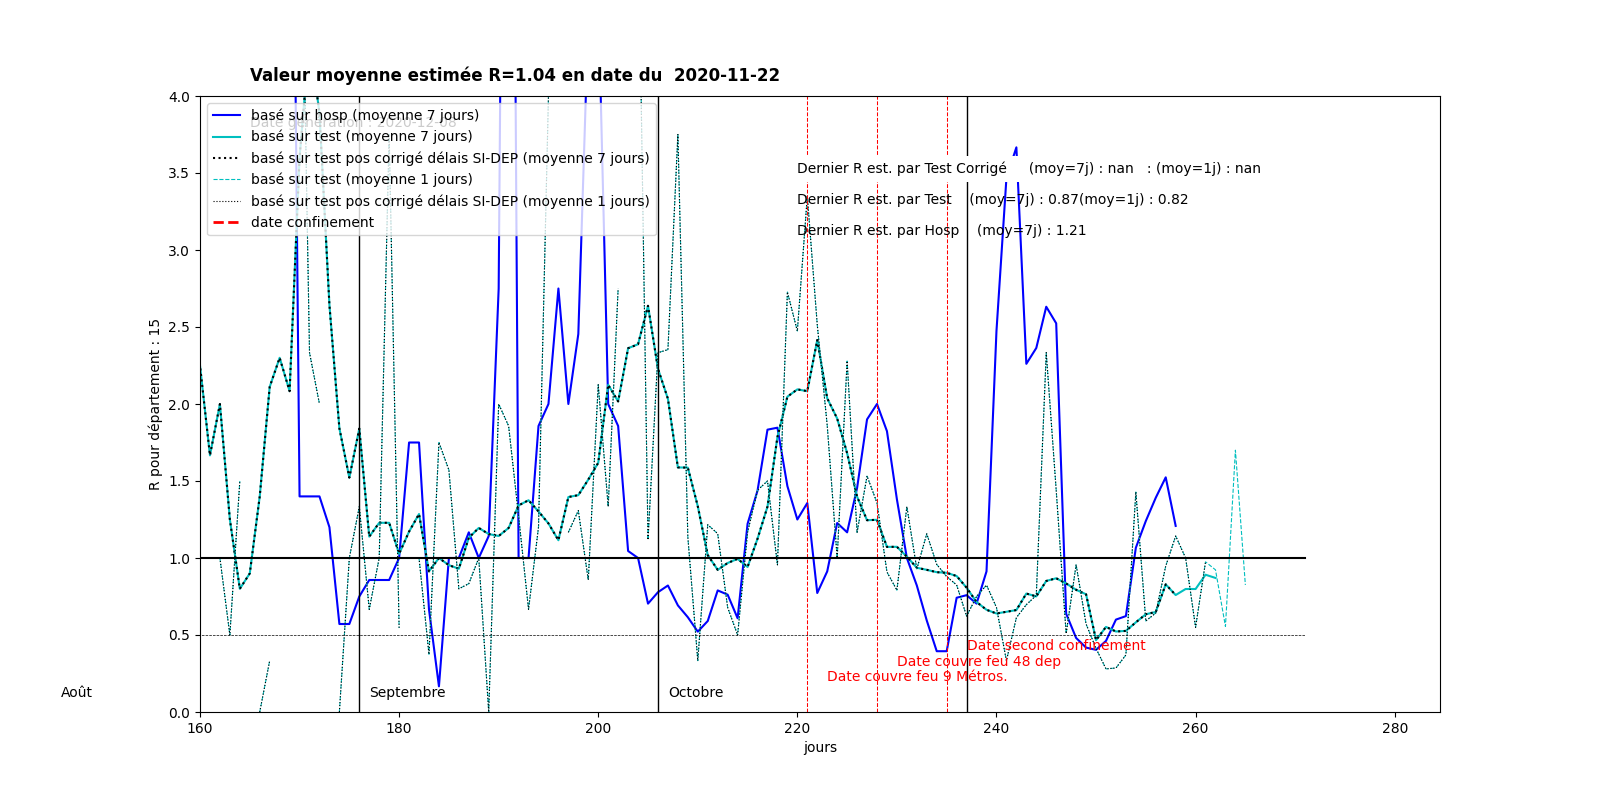 Valeur moyenne estimée R=1.04 en date du  2020-11-22
Date génération : 2020-12-08
basé sur hosp (moyenne 7 jours)
basé sur test (moyenne 7 jours)
basé sur test pos corrigé délais SI-DEP (moyenne 7 jours)
basé sur test (moyenne 1 jours)
basé sur test pos corrigé délais SI-DEP (moyenne 1 jours)
date confinement
Dernier R est. par Test Corrigé (moy=7j) : nan : (moy=1j) : nan
Dernier R est. par Test (moy=7j) : 0.87(moy=1j) : 0.82
Dernier R est. par Hosp (moy=7j) : 1.21
4.0
3.5
3.0
2.5
2.0
1.5
1.0
0.5
0.0
R pour département : 15
Date second confinement
Date couvre feu 48 dep
Date couvre feu 9 Métros.
Août
Septembre
Octobre
160 180 200 220 240 260 280
jours